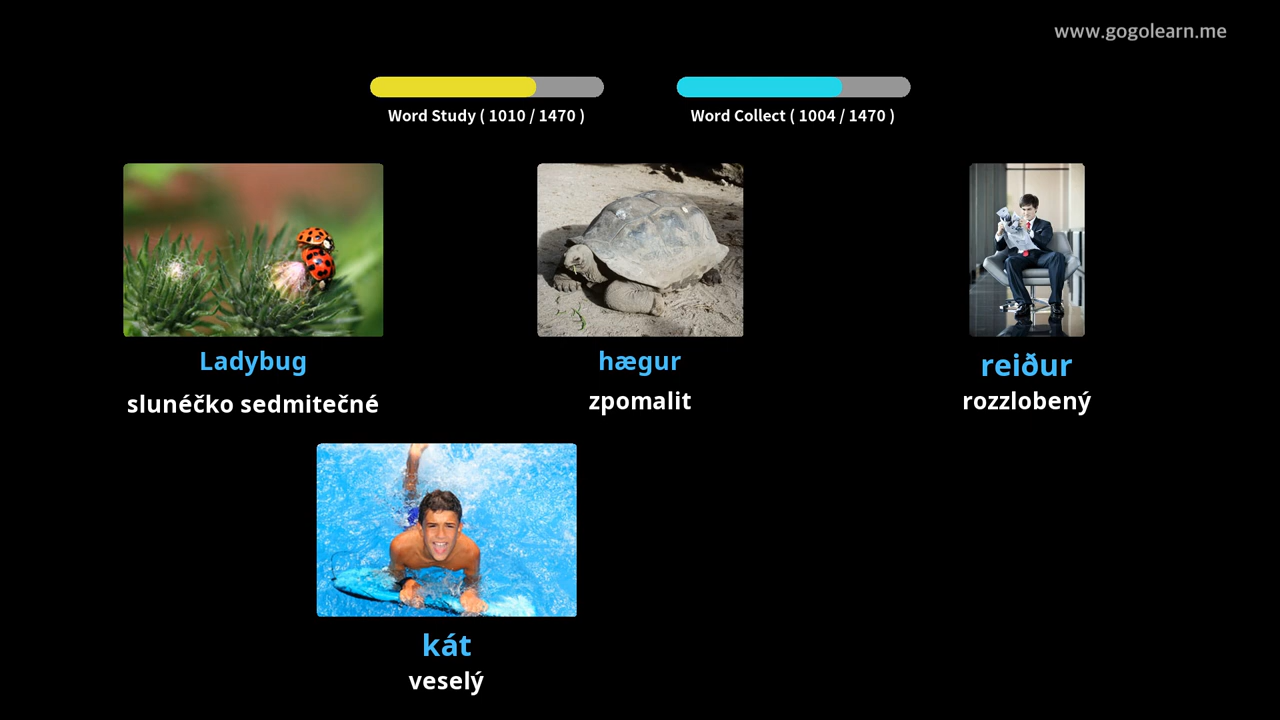 www.gogolearn.me
Word Study ( 1010 / 1470 )
Word Collect ( 1004 / 1470 )
Ladybug
slunéčko sedmitečné
hægur
zpomalit
reiður
rozzlobený
kát
veselý